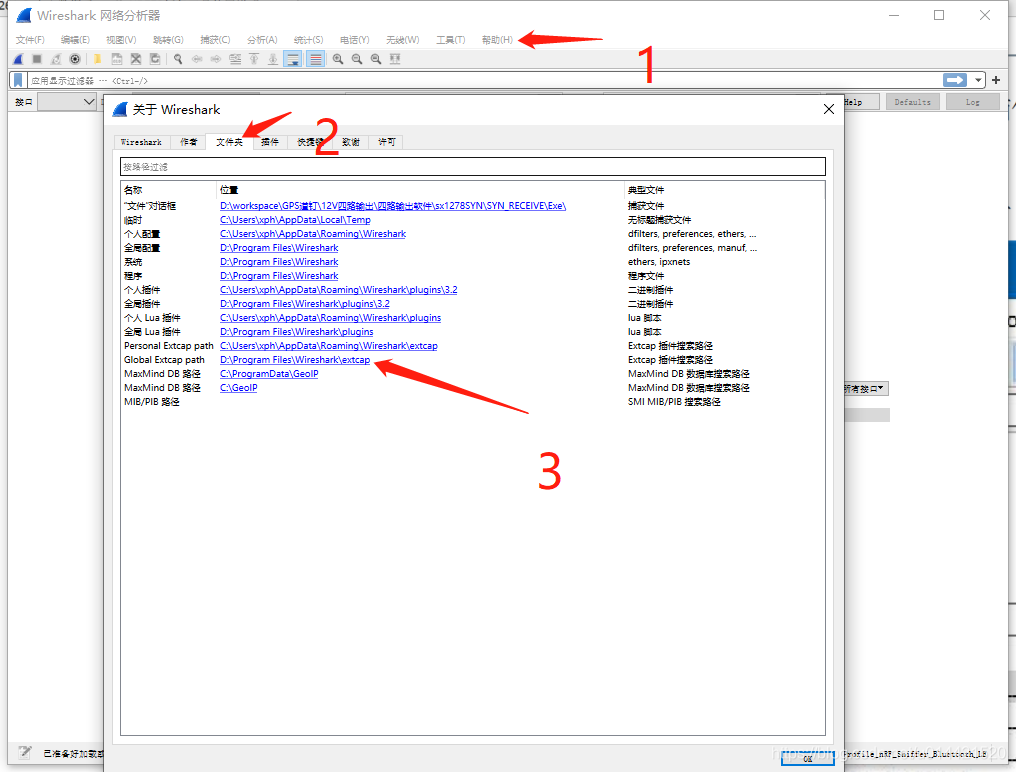 Wireshark 网络分析器
文件(F) 编辑(E) 视图(V) 跳转(G) 捕获(C) 分析(A) 统计(S) 电话(Y) 无线(W) 工具(T) 帮助(H)
1
应用显示过滤器 … <Ctrl-/>
接口
Help Defaults Log
关于 Wireshark
2
Wireshark 作者 文件夹 插件 快捷键 致谢 许可
按路径过滤
名称 位置 典型文件
"文件"对话框 D:\workspace\GPS道钉\12V四路输出\四路输出软件\sx1278SYN\SYN_RECEIVE\Exe\ 捕获文件
临时 C:\Users\xph\AppData\Local\Temp 无标题捕获文件
个人配置 C:\Users\xph\AppData\Roaming\Wireshark dfilters, preferences, ethers, ...
全局配置 D:\Program Files\Wireshark dfilters, preferences, manuf, ...
系统 D:\Program Files\Wireshark ethers, ipxnets
程序 D:\Program Files\Wireshark 程序文件
个人插件 C:\Users\xph\AppData\Roaming\Wireshark\plugins\3.2 二进制插件
全局插件 D:\Program Files\Wireshark\plugins\3.2 二进制插件
个人 Lua 插件 C:\Users\xph\AppData\Roaming\Wireshark\plugins lua 脚本
全局 Lua 插件 D:\Program Files\Wireshark\plugins lua 脚本
Personal Extcap path C:\Users\xph\AppData\Roaming\Wireshark\extcap Extcap 插件搜索路径
Global Extcap path D:\Program Files\Wireshark\extcap Extcap 插件搜索路径
MaxMind DB 路径 C:\ProgramData\GeoIP MaxMind DB 数据库搜索路径
MaxMind DB 路径 C:\GeoIP MaxMind DB 数据库搜索路径
MIB/PIB 路径 SMI MIB/PIB 搜索路径
所有接口
3
已准备好加载或
OK
rofile_nRF_Sniffer_Bluetooth_LE